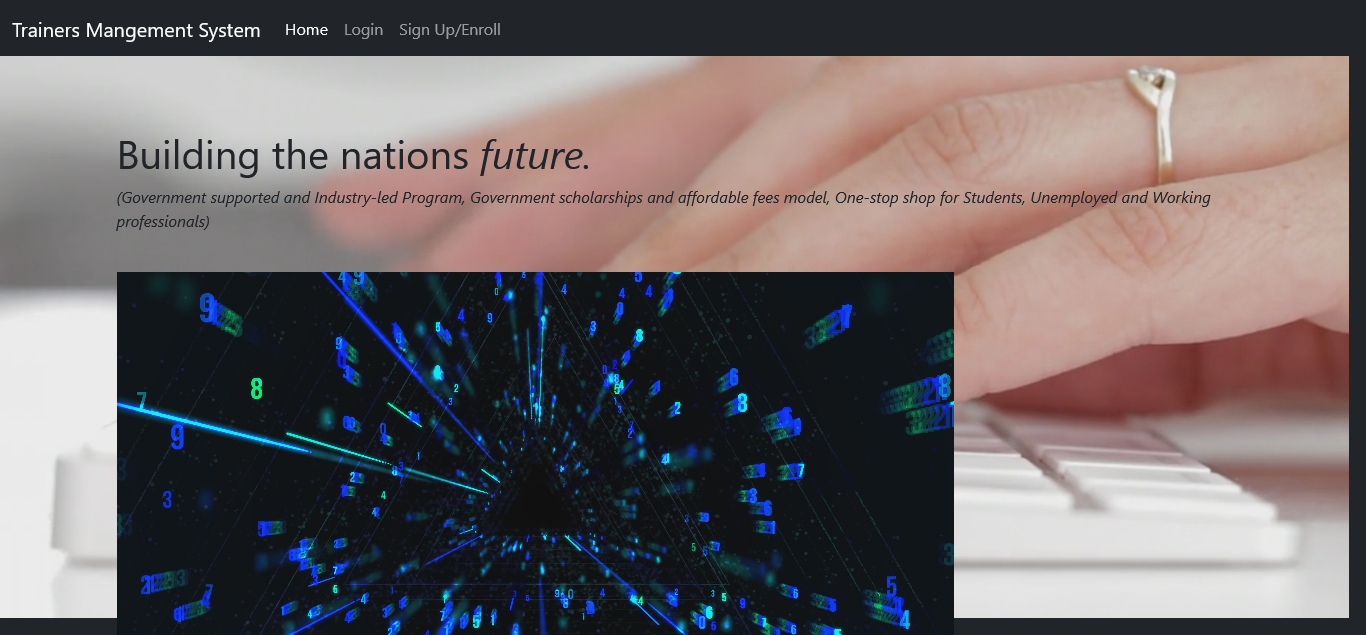 Trainers Mangement System Home Login Sign Up/Enroll
Building the nations future.
(Government supported and Industry-led Program, Government scholarships and affordable fees model, One-stop shop for Students, Unemployed and Working
professionals)